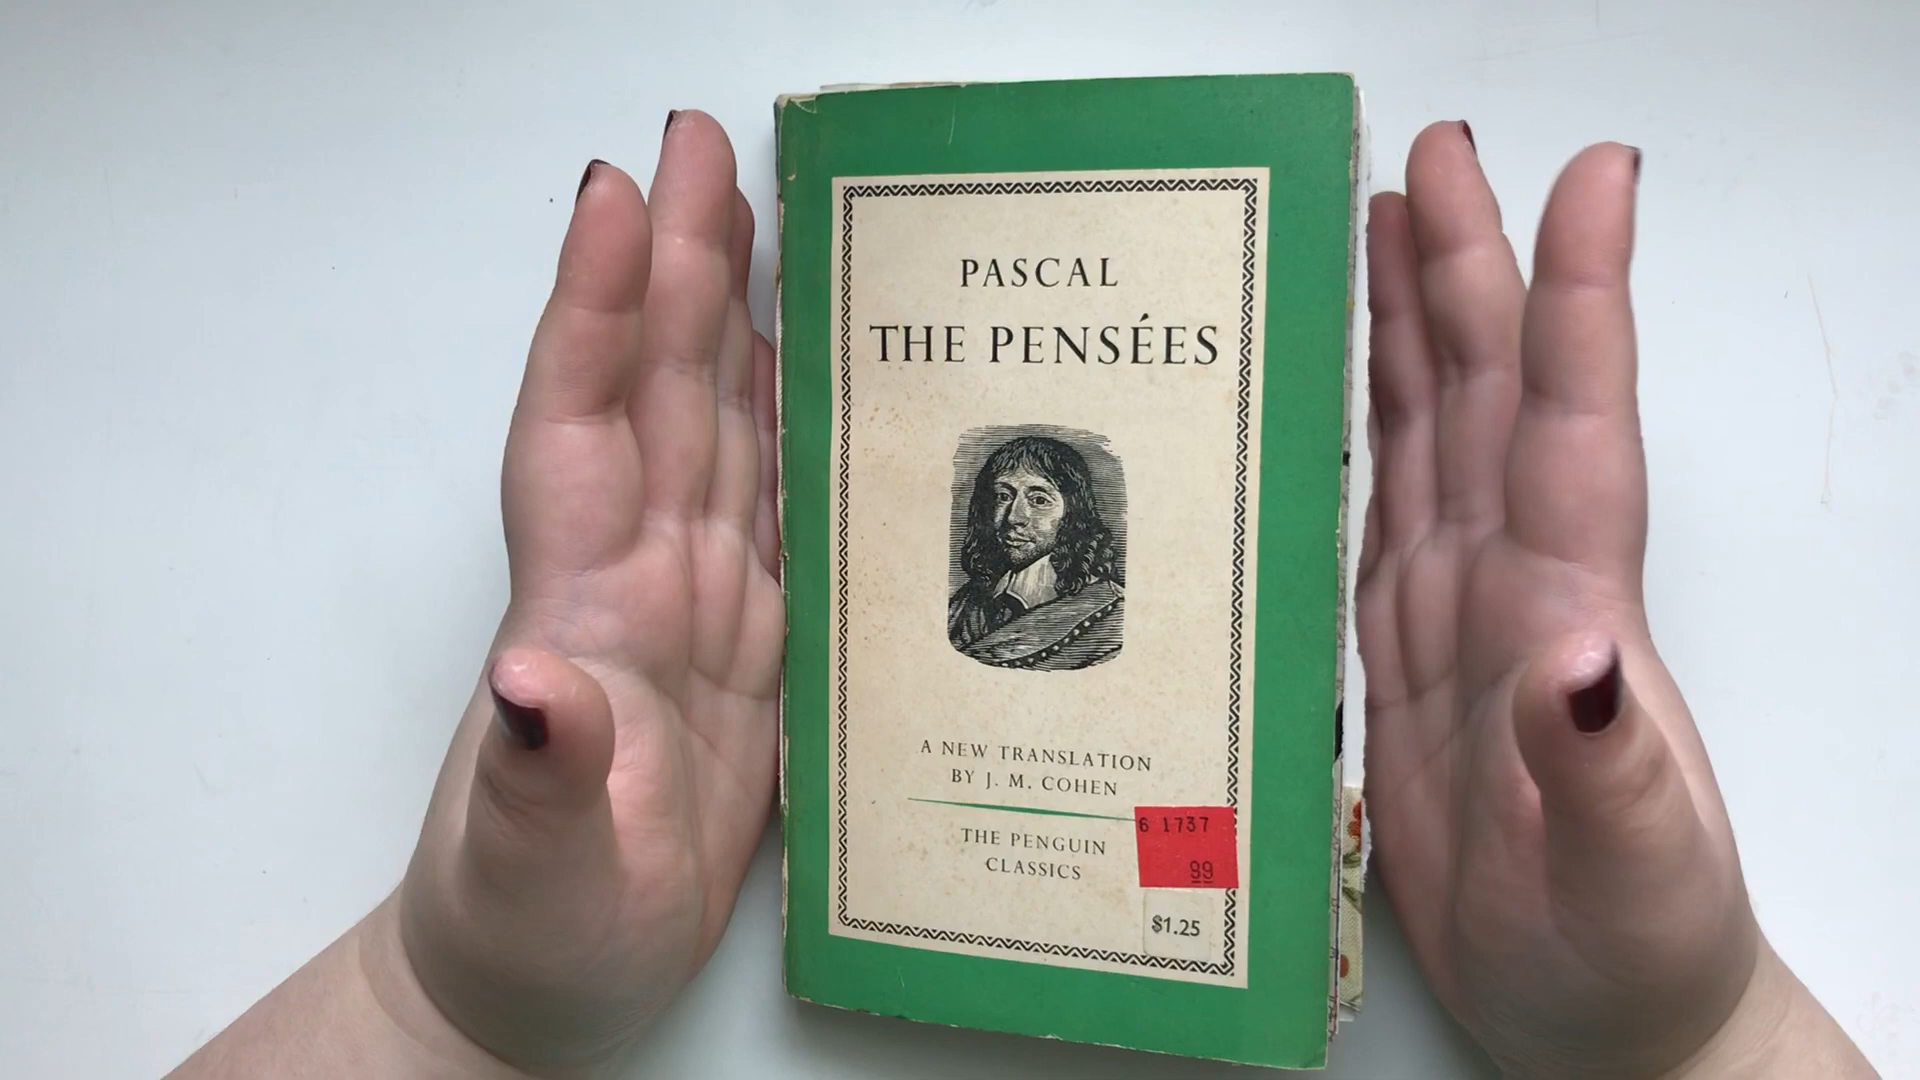 PASCAL
THE PENSÉES
A NEW TRANSLATION
BY J. M. COHEN
THE PENGUIN
CLASSICS
6 1737
99
$1.25